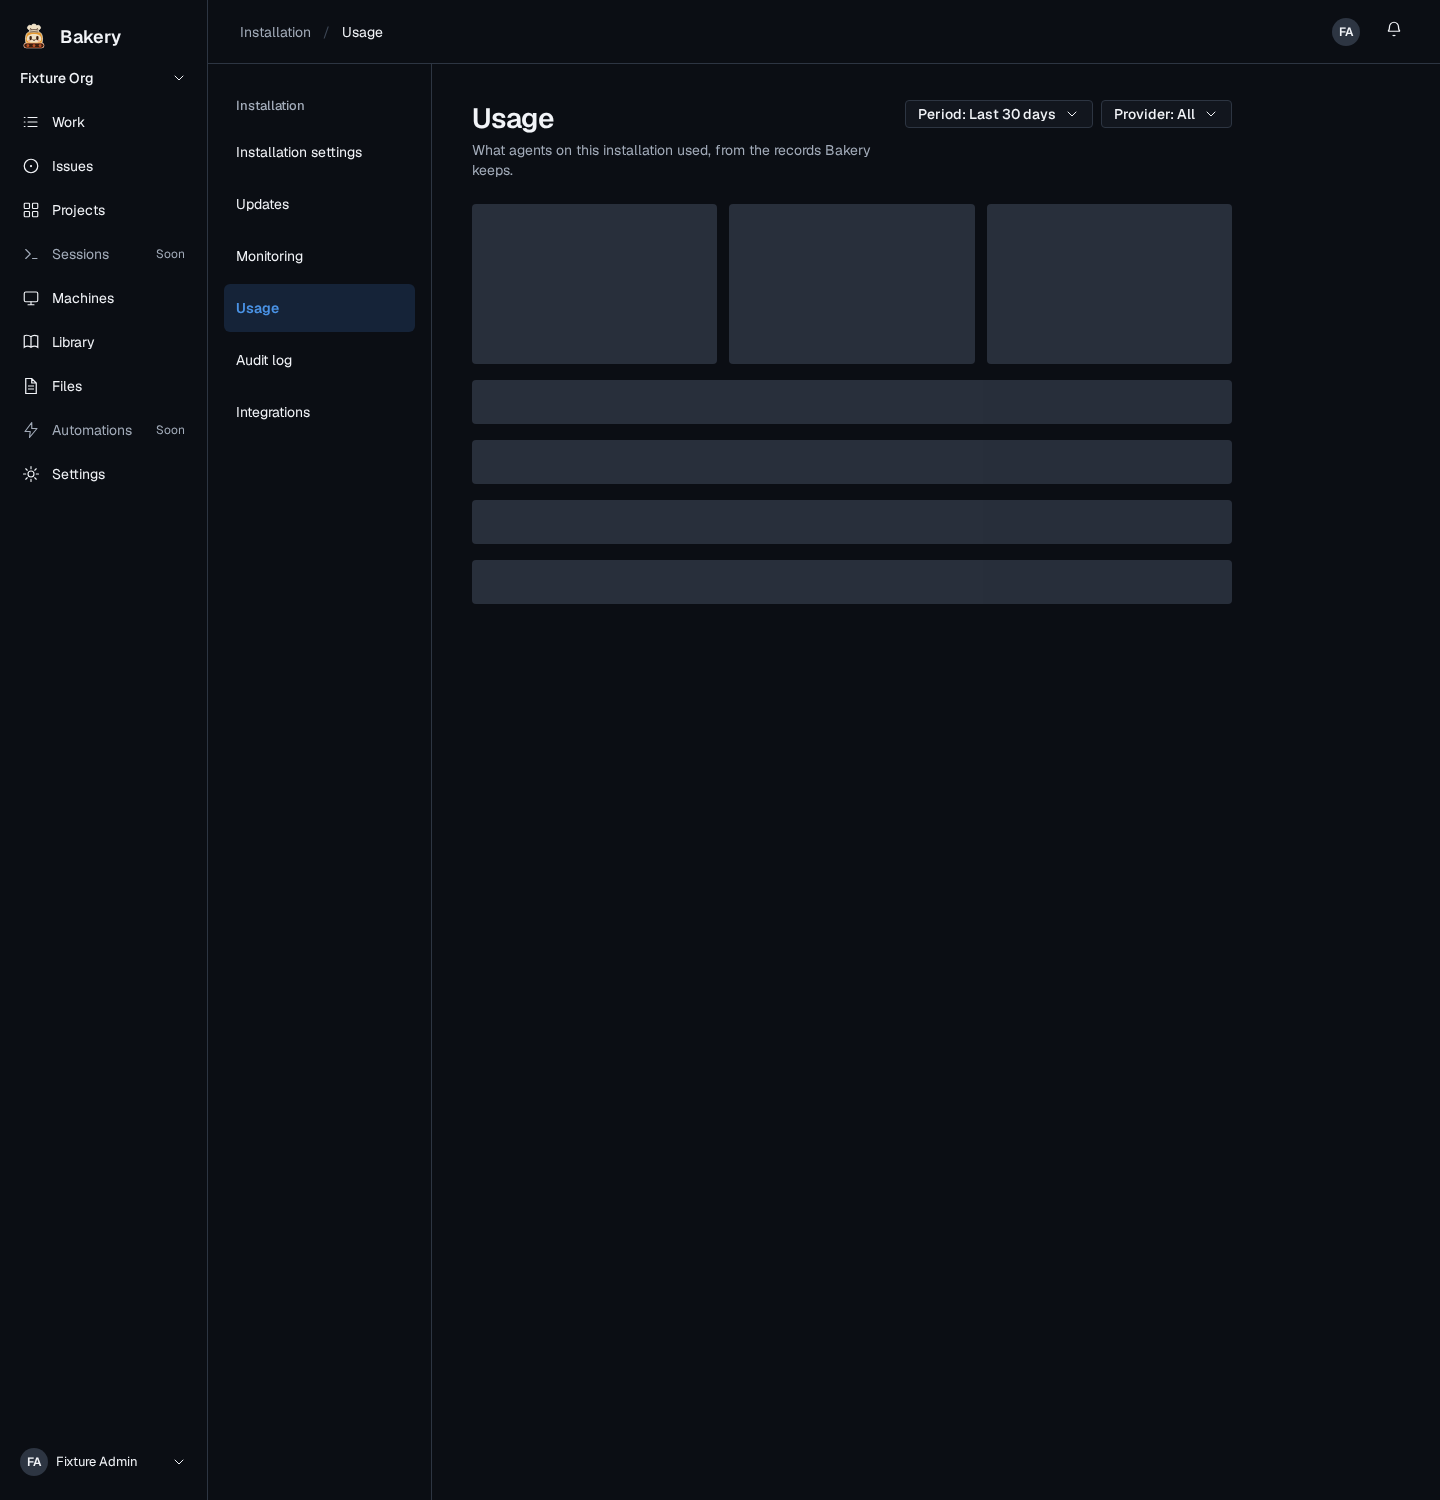 Bakery
Fixture Org
Work
Issues
Projects
Sessions Soon
Machines
Library
Files
Automations Soon
Settings
FA Fixture Admin
Installation / Usage
FA
Installation
Installation settings
Updates
Monitoring
Usage
Audit log
Integrations
Usage
What agents on this installation used, from the records Bakery
keeps.
Period: Last 30 days
Provider: All